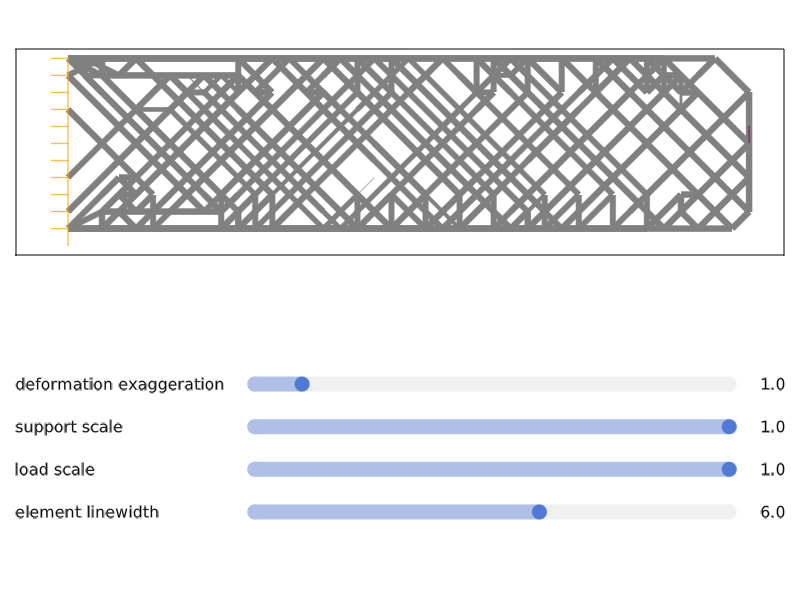 deformation exaggeration 1.0
support scale 1.0
load scale 1.0
element linewidth 6.0